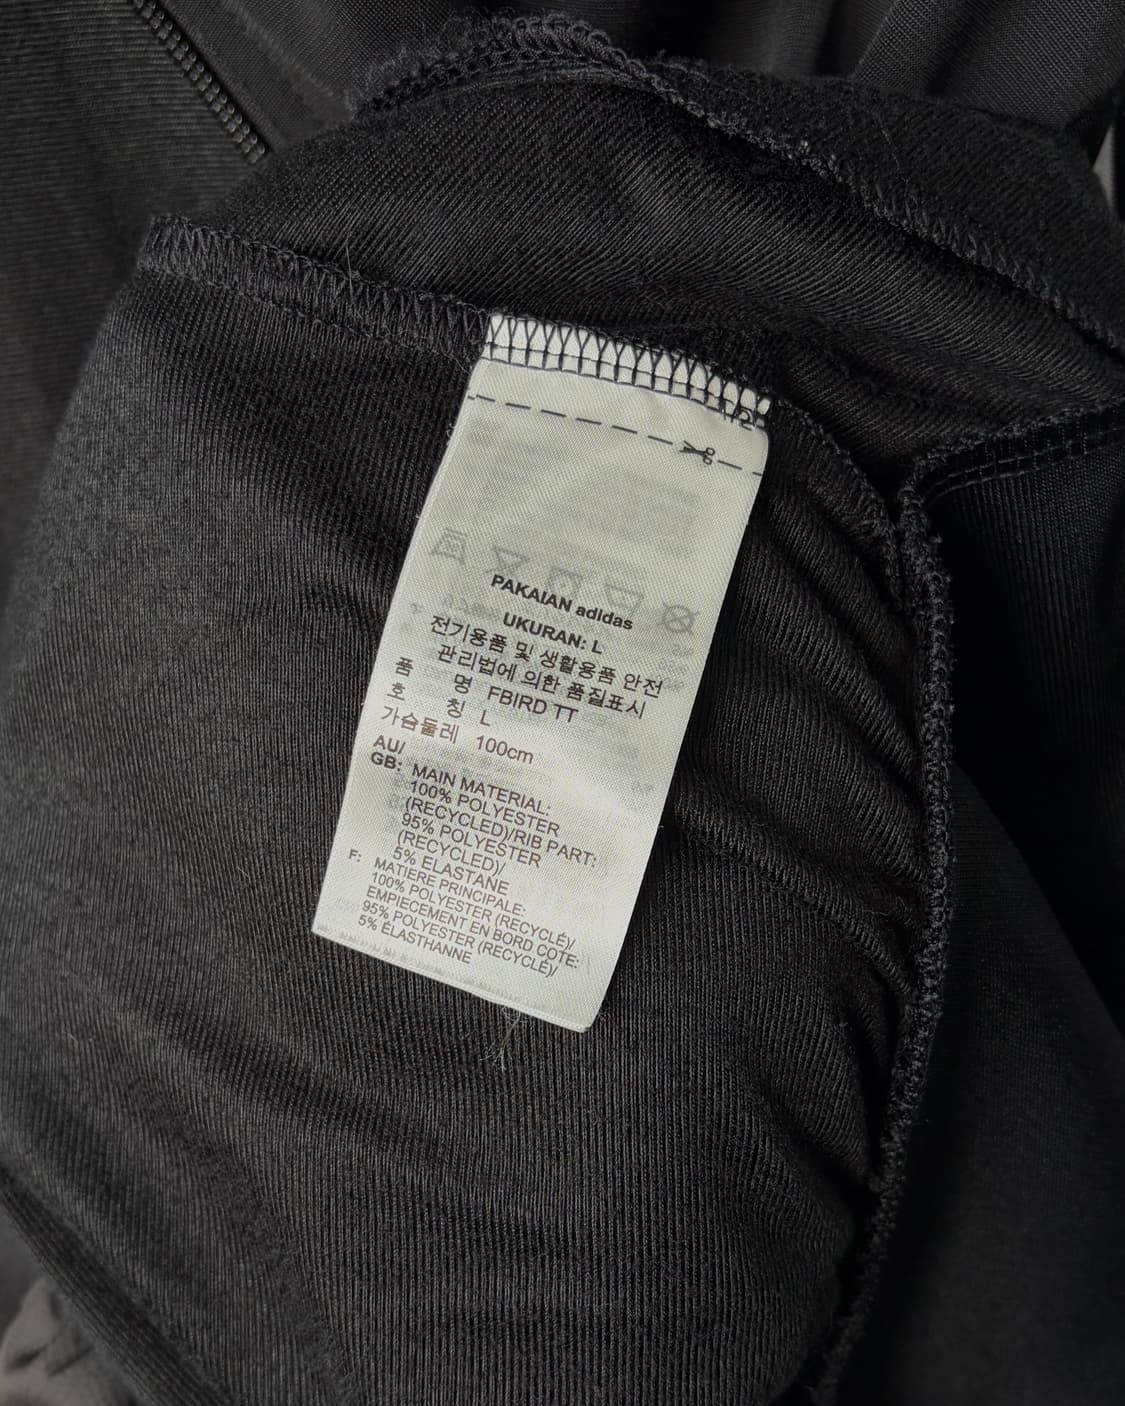 1/2
PAKAIAN adidas
UKURAN: L
전기용품 및 생활용품 안전
관리법에 의한 품질표시
품 명 FBIRD TT
호 칭 L
가슴둘레 100cm
AU/
GB: MAIN MATERIAL:
100% POLYESTER
(RECYCLED)/RIB PART:
95% POLYESTER
(RECYCLED)/
5% ELASTANE
F: MATIÈRE PRINCIPALE:
100% POLYESTER (RECYCLÉ)/
EMPIECEMENT EN BORD COTE:
95% POLYESTER (RECYCLÉ)/
5% ÉLASTHANNE